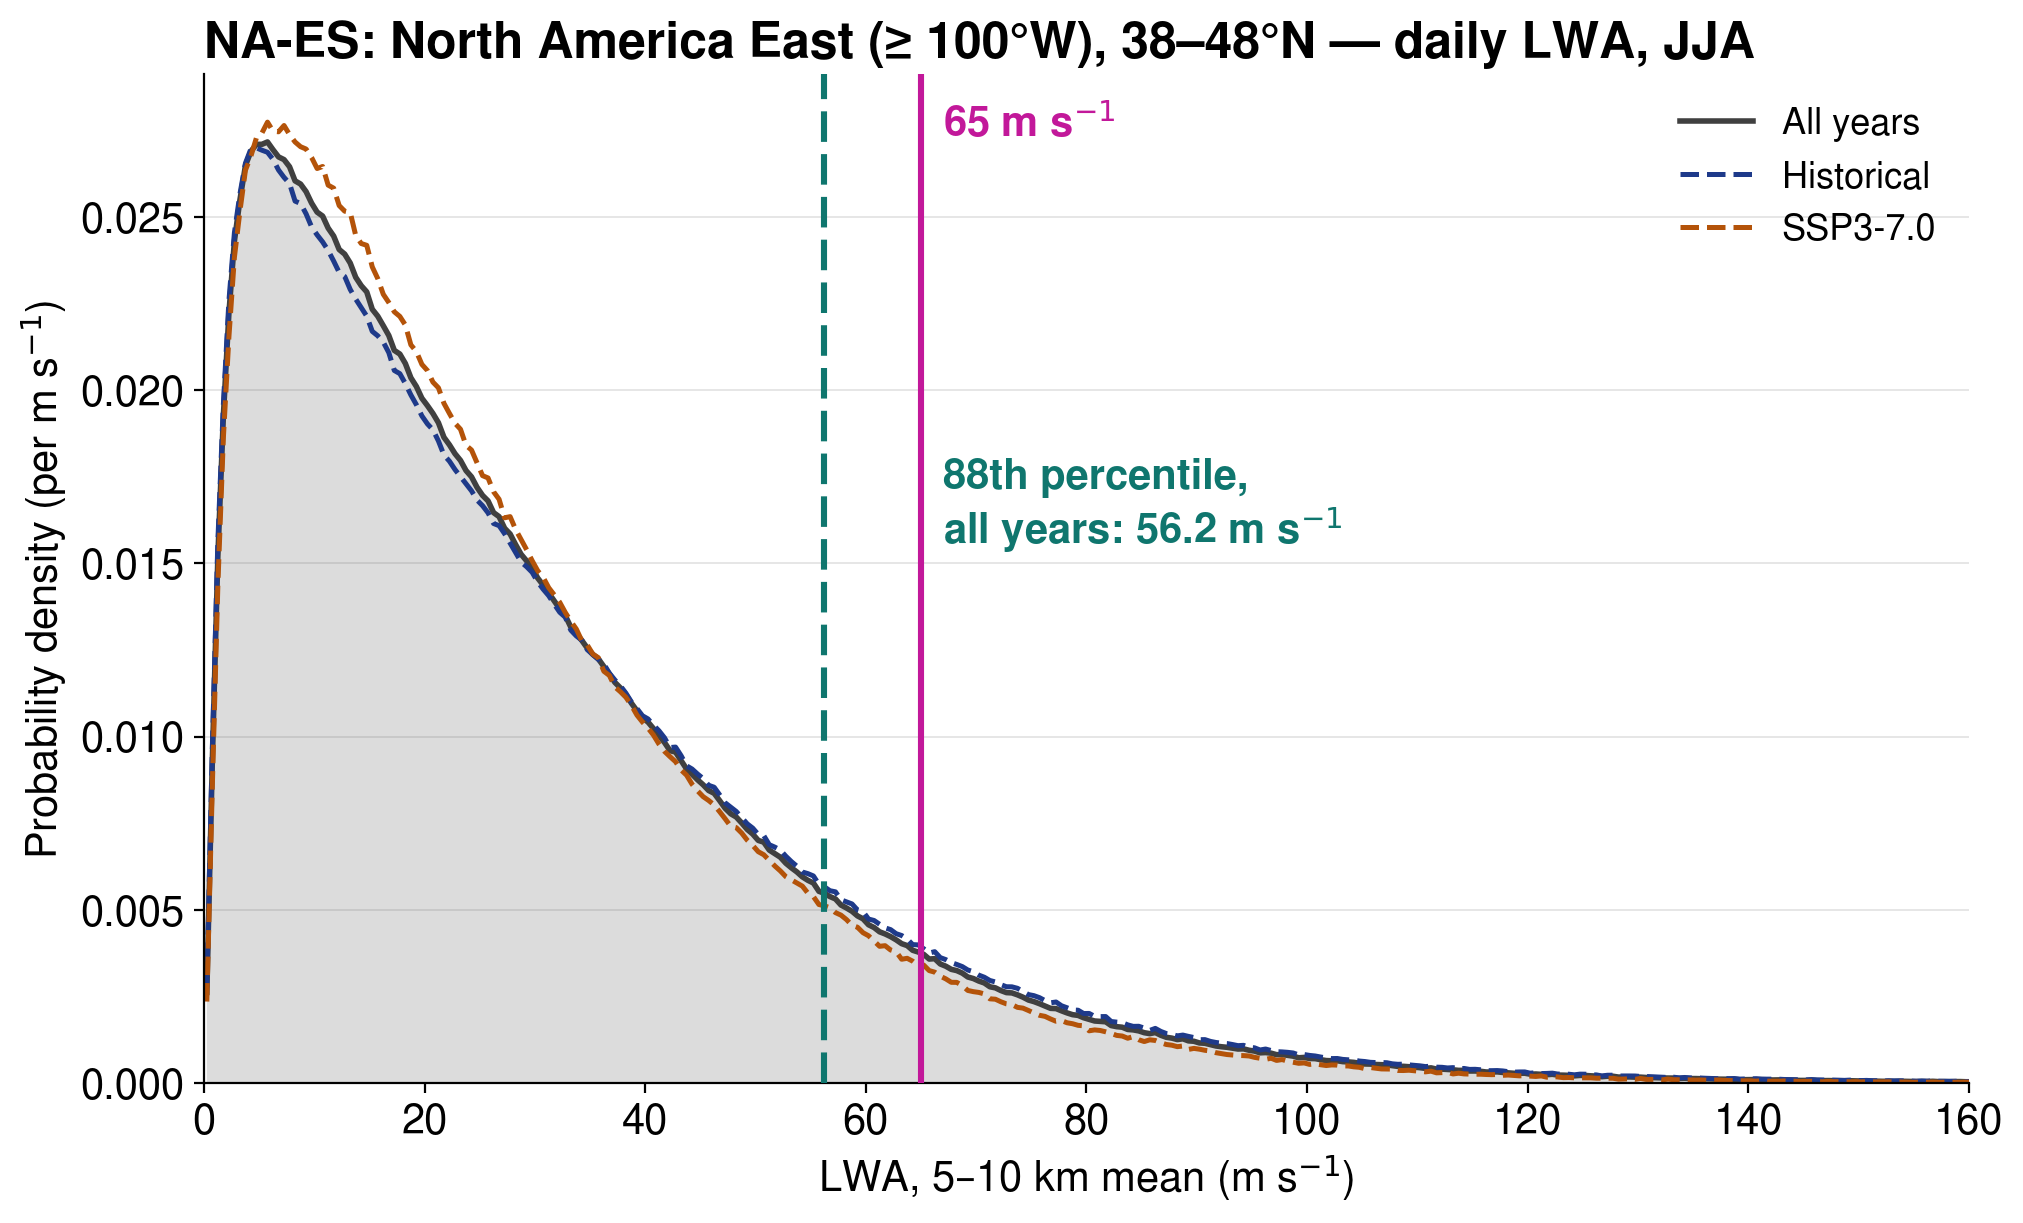 NA-ES: North America East (≥ 100°W), 38–48°N — daily LWA, JJA
65 m s⁻¹
All years
Historical
SSP3-7.0
88th percentile,
all years: 56.2 m s⁻¹
Probability density (per m s⁻¹)
0.025
0.020
0.015
0.010
0.005
0.000
0 20 40 60 80 100 120 140 160
LWA, 5–10 km mean (m s⁻¹)